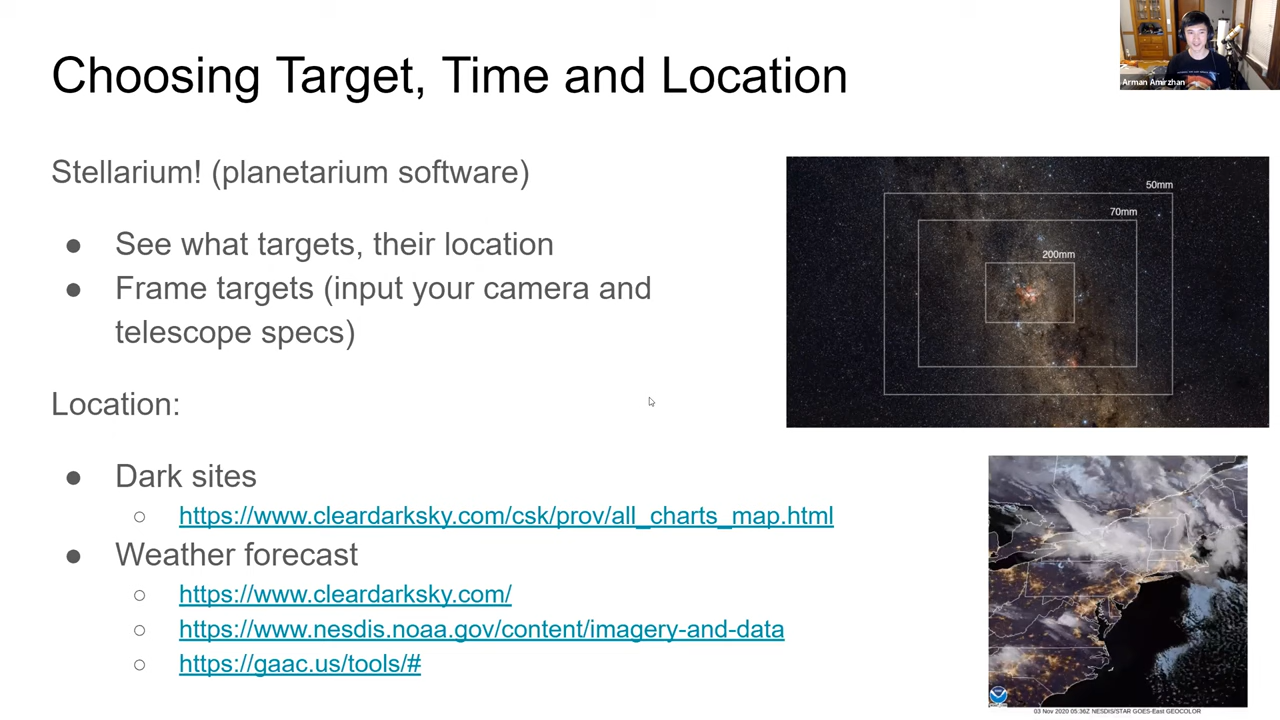 Arman Amirzhan
Choosing Target, Time and Location
Stellarium! (planetarium software)
● See what targets, their location
● Frame targets (input your camera and
telescope specs)
Location:
● Dark sites
○ https://www.cleardarksky.com/csk/prov/all_charts_map.html
● Weather forecast
○ https://www.cleardarksky.com/
○ https://www.nesdis.noaa.gov/content/imagery-and-data
○ https://gaac.us/tools/#
50mm
70mm
200mm
03 Nov 2020 05:36Z NESDIS/STAR GOES-East GEOCOLOR